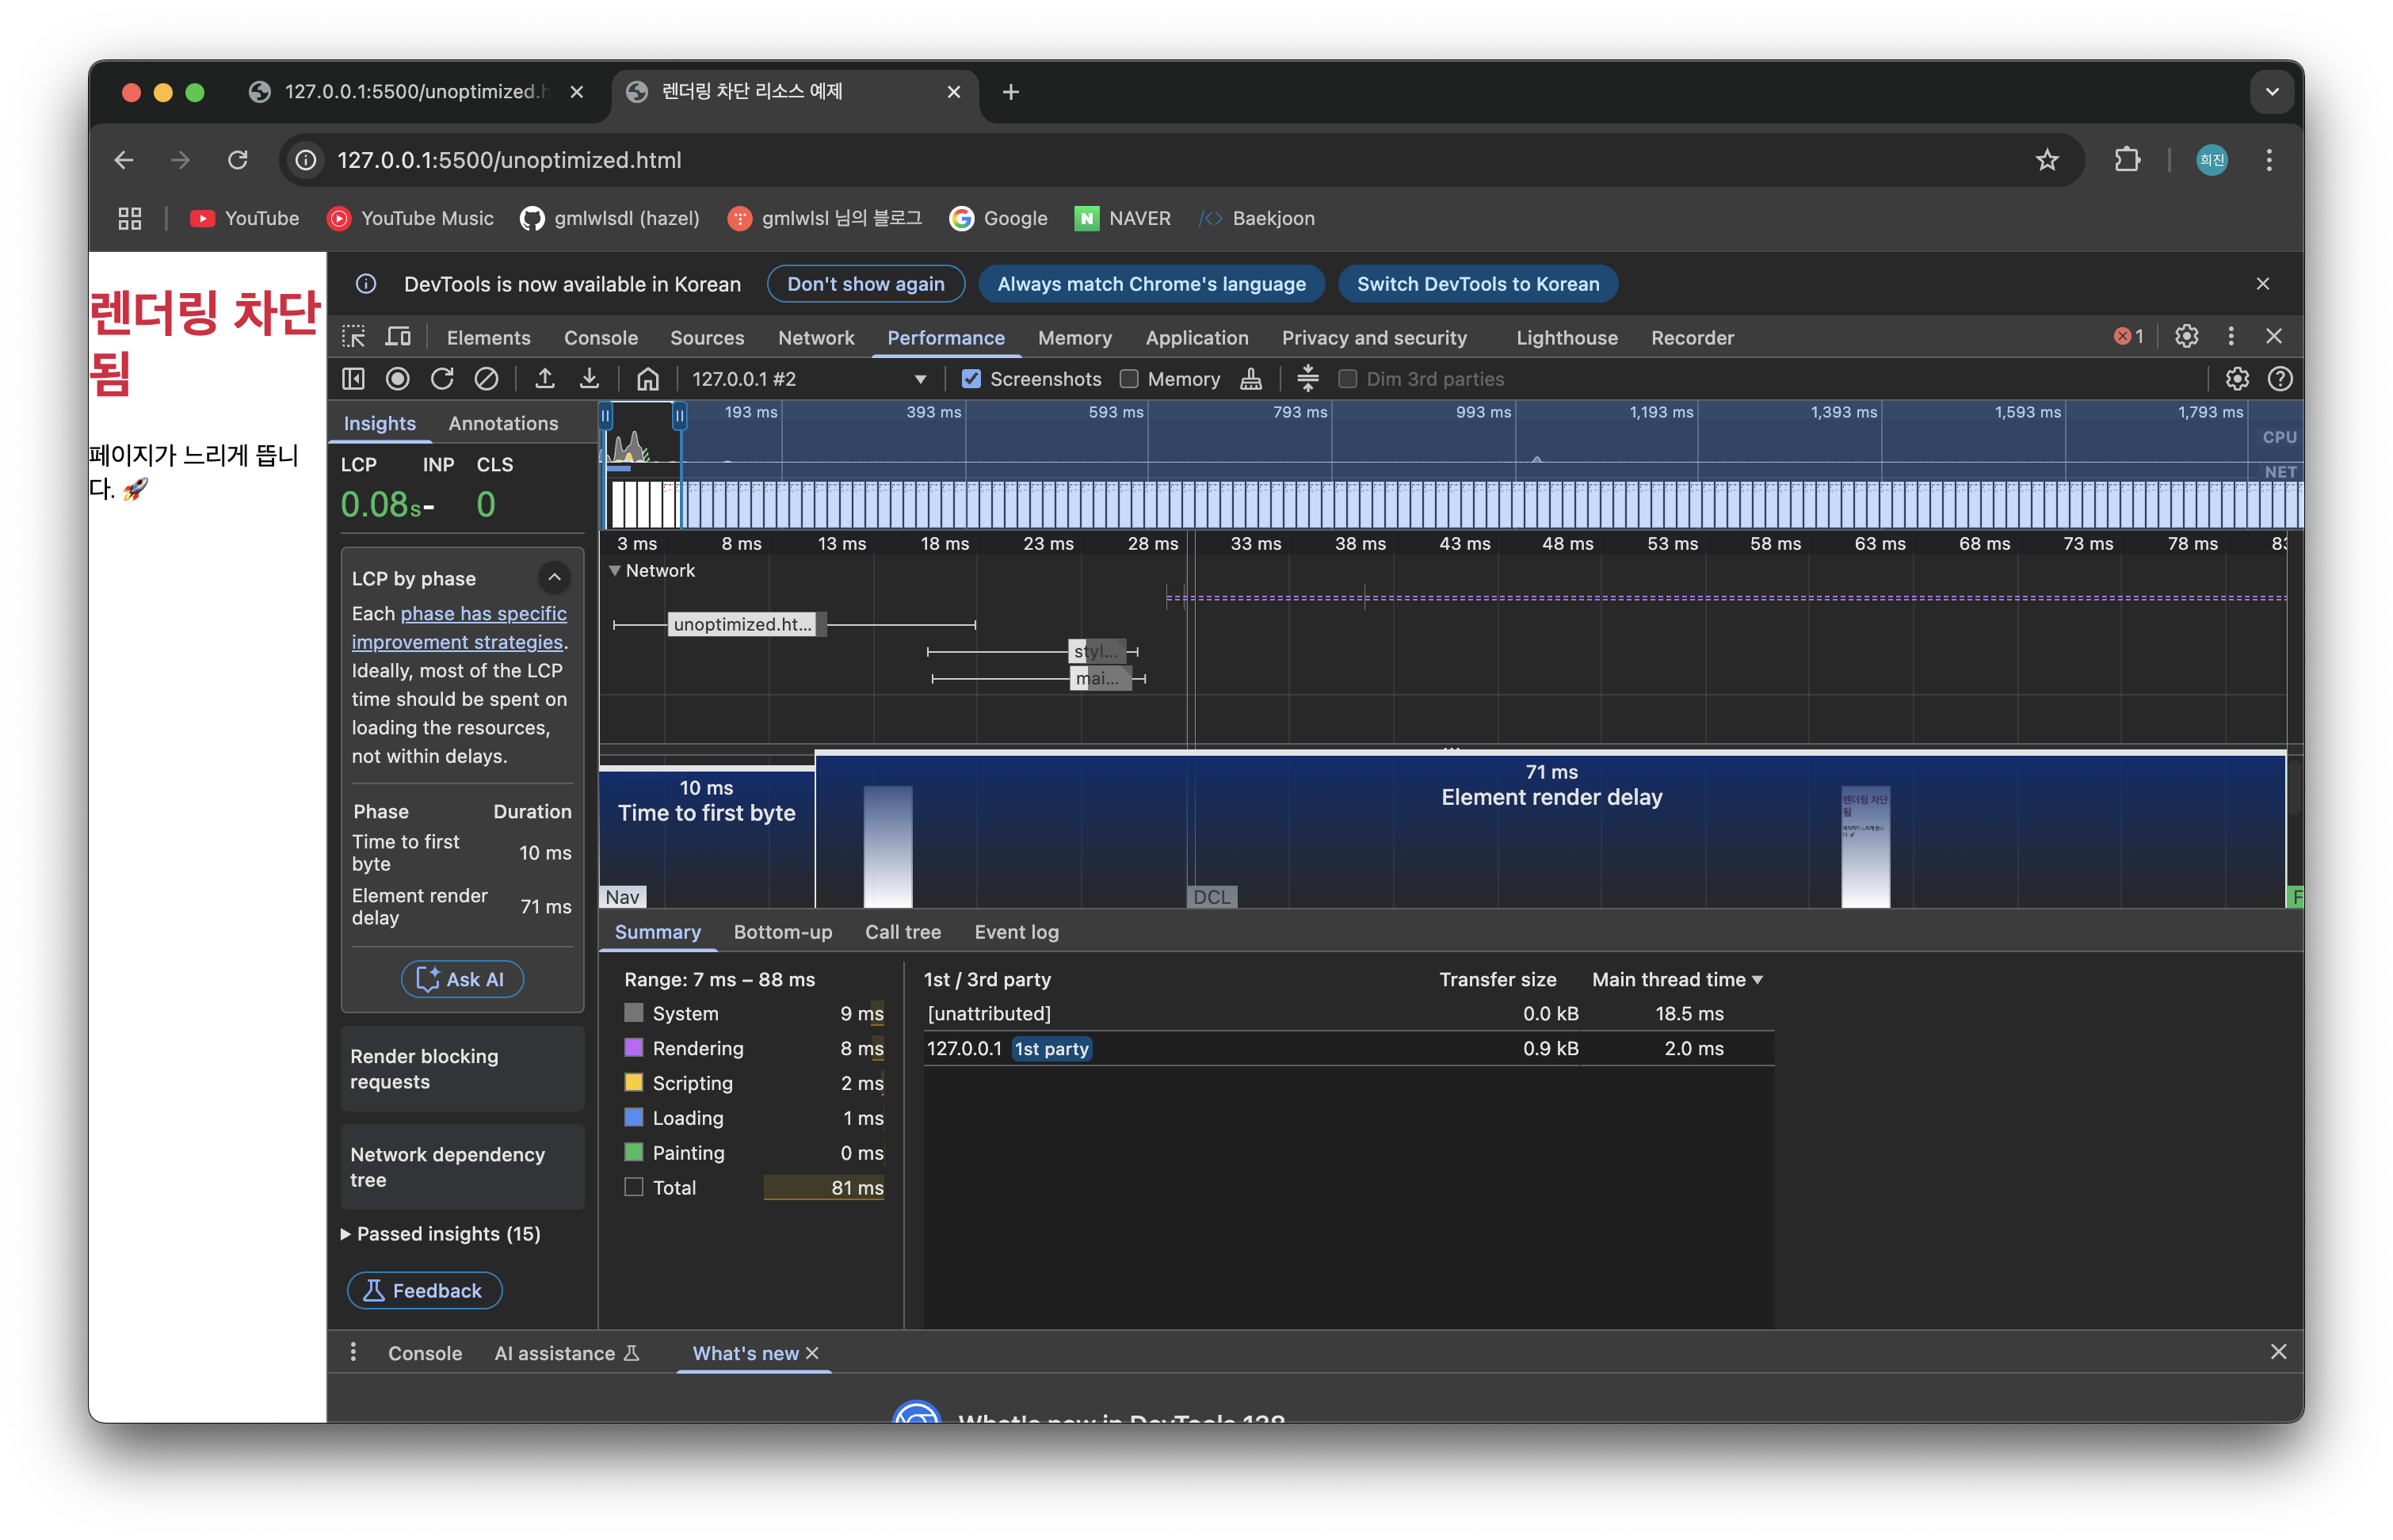 127.0.0.1:5500/unoptimized.h
렌더링 차단 리소스 예제
127.0.0.1:5500/unoptimized.html
희진
YouTube
YouTube Music
gmlwlsdl (hazel)
gmlwlsl 님의 블로그
Google
NAVER
Baekjoon
렌더링 차단
됨
페이지가 느리게 뜹니
다. 🚀
DevTools is now available in Korean
Don't show again
Always match Chrome's language
Switch DevTools to Korean
Elements
Console
Sources
Network
Performance
Memory
Application
Privacy and security
Lighthouse
Recorder
1
127.0.0.1 #2
Screenshots
Memory
Dim 3rd parties
Insights
Annotations
LCP
INP
CLS
0.08s
-
0
LCP by phase
Each phase has specific
improvement strategies.
Ideally, most of the LCP
time should be spent on
loading the resources,
not within delays.
Phase Duration
Time to first
byte
10 ms
Element render
delay
71 ms
Ask AI
Render blocking
requests
Network dependency
tree
Passed insights (15)
Feedback
193 ms
393 ms
593 ms
793 ms
993 ms
1,193 ms
1,393 ms
1,593 ms
1,793 ms
CPU
NET
3 ms
8 ms
13 ms
18 ms
23 ms
28 ms
33 ms
38 ms
43 ms
48 ms
53 ms
58 ms
63 ms
68 ms
73 ms
78 ms
Network
unoptimized.ht...
styl...
mai...
10 ms
Time to first byte
71 ms
Element render delay
렌더링 차단
됨
Nav
DCL
F
Summary
Bottom-up
Call tree
Event log
Range: 7 ms – 88 ms
System 9 ms
Rendering 8 ms
Scripting 2 ms
Loading 1 ms
Painting 0 ms
Total 81 ms
1st / 3rd party Transfer size Main thread time
[unattributed] 0.0 kB 18.5 ms
127.0.0.1 1st party 0.9 kB 2.0 ms
Console
AI assistance
What's new
What's new in DevTools 138